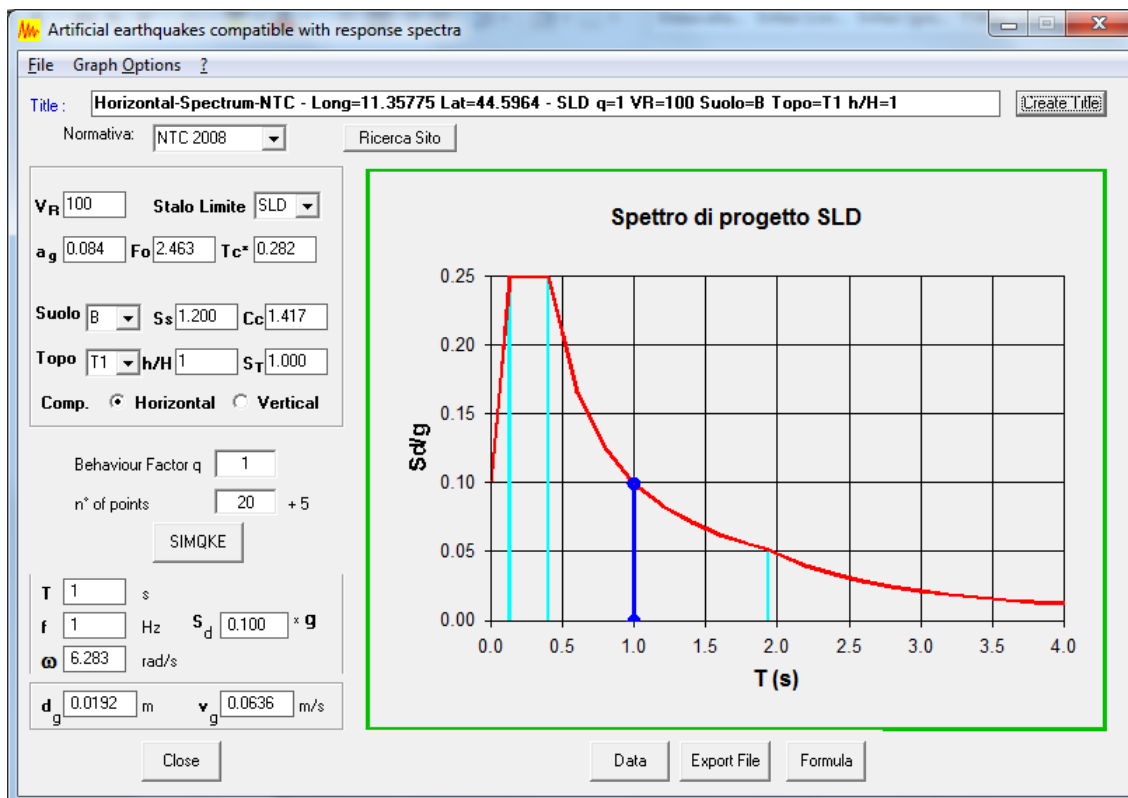 Artificial earthquakes compatible with response spectra
File Graph Options ?
Title : Horizontal-Spectrum-NTC - Long=11.35775 Lat=44.5964 - SLD q=1 VR=100 Suolo=B Topo=T1 h/H=1 Create Title
Normativa: NTC 2008 Ricerca Sito
VR 100 Stalo Limite SLD
ag 0.084 Fo 2.463 Tc* 0.282
Suolo B Ss 1.200 Cc 1.417
Topo T1 h/H 1 ST 1.000
Comp. Horizontal Vertical
Behaviour Factor q 1
n° of points 20 + 5
SIMQKE
T 1 s
f 1 Hz Sd 0.100 x g
ω 6.283 rad/s
dg 0.0192 m vg 0.0636 m/s
Close
Spettro di progetto SLD
Sd/g
0.25
0.20
0.15
0.10
0.05
0.00
0.0 0.5 1.0 1.5 2.0 2.5 3.0 3.5 4.0
T (s)
Data Export File Formula